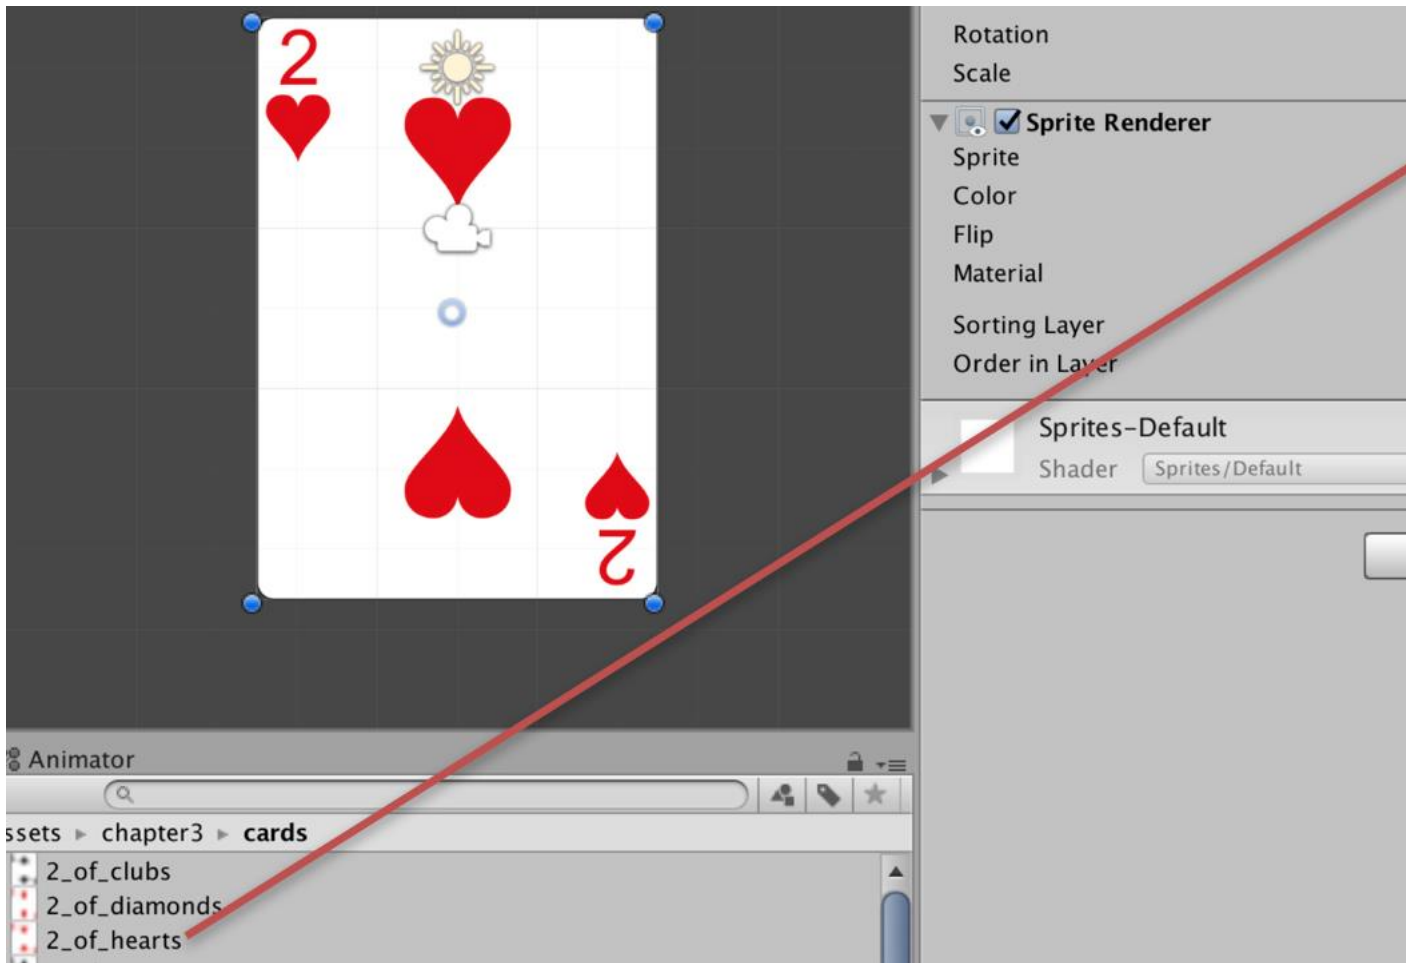 2
2
Rotation
Scale
Sprite Renderer
Sprite
Color
Flip
Material
Sorting Layer
Order in Layer
Sprites-Default
Shader Sprites/Default
Animator
ssets ▸ chapter3 ▸ cards
2_of_clubs
2_of_diamonds
2_of_hearts